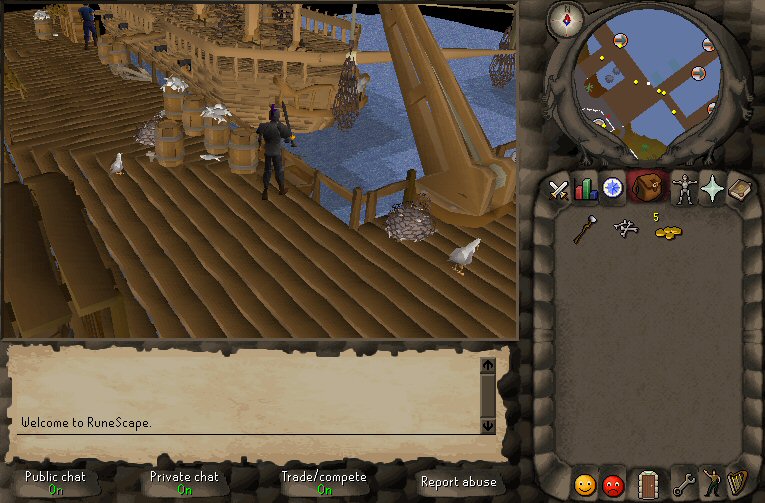 N
5
Welcome to RuneScape.
Public chat
On
Private chat
On
Trade/compete
On
Report abuse